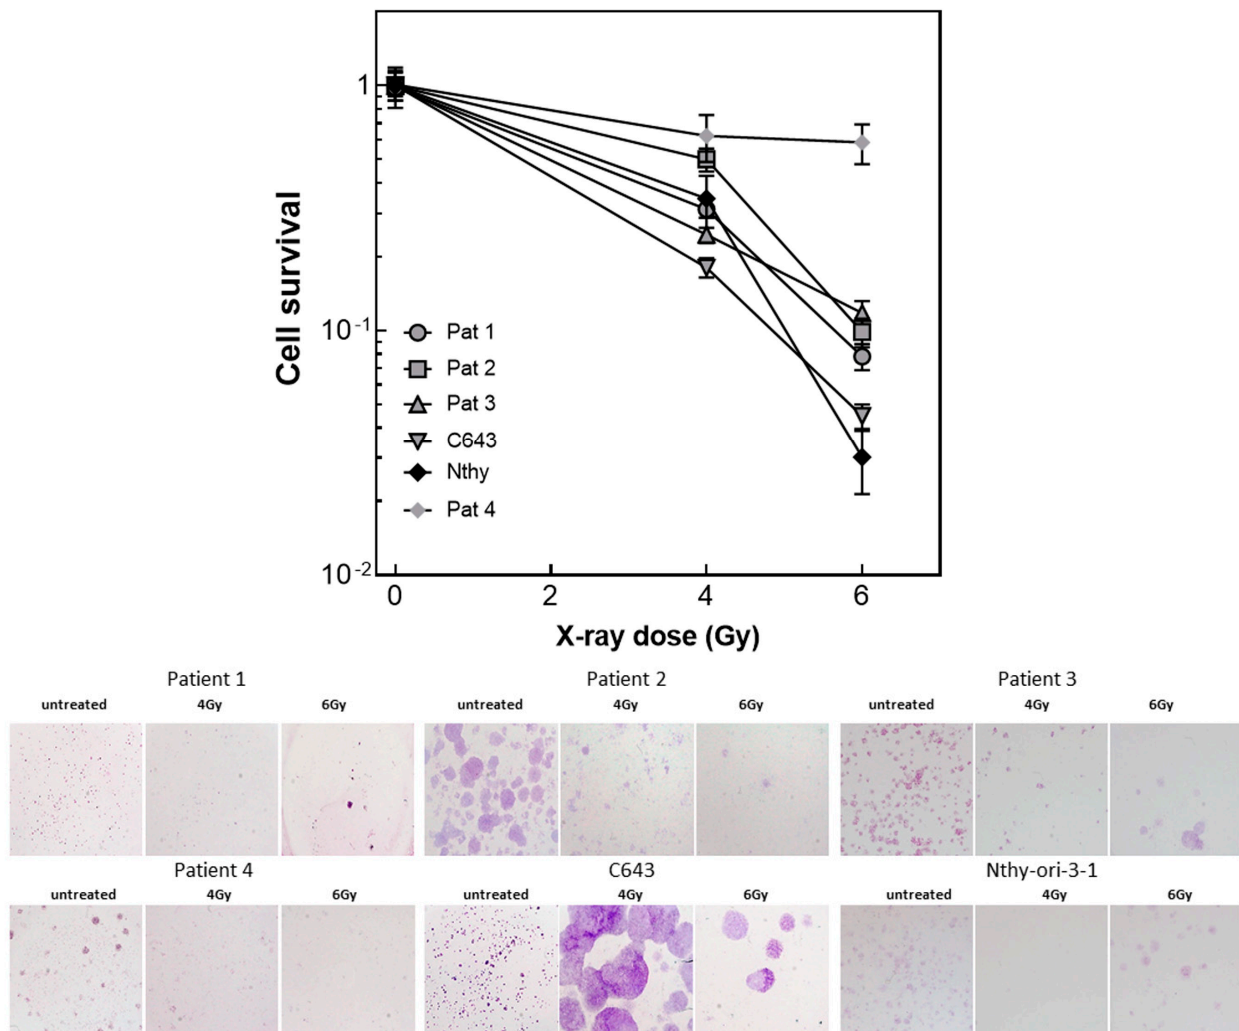 1
10-1
10-2
Cell survival
Pat 1
Pat 2
Pat 3
C643
Nthy
Pat 4
0 2 4 6
X-ray dose (Gy)
Patient 1 Patient 2 Patient 3
untreated 4Gy 6Gy untreated 4Gy 6Gy untreated 4Gy 6Gy
Patient 4 C643 Nthy-ori-3-1
untreated 4Gy 6Gy untreated 4Gy 6Gy untreated 4Gy 6Gy